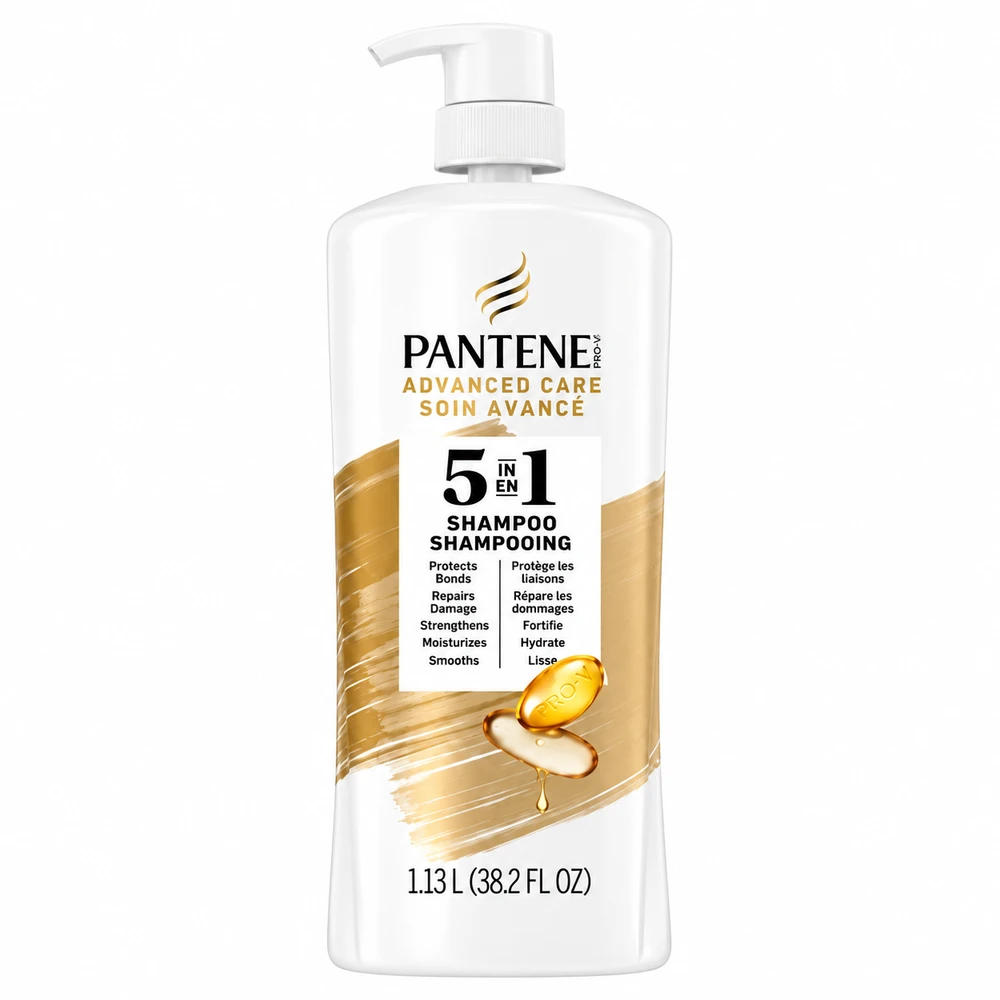 PANTENE PRO-V
ADVANCED CARE
SOIN AVANCÉ
5 IN EN 1
SHAMPOO
SHAMPOOING
Protects
Bonds
Repairs
Damage
Strengthens
Moisturizes
Smooths
Protège les
liaisons
Répare les
dommages
Fortifie
Hydrate
Lisse
PRO-V
1.13 L (38.2 FL OZ)